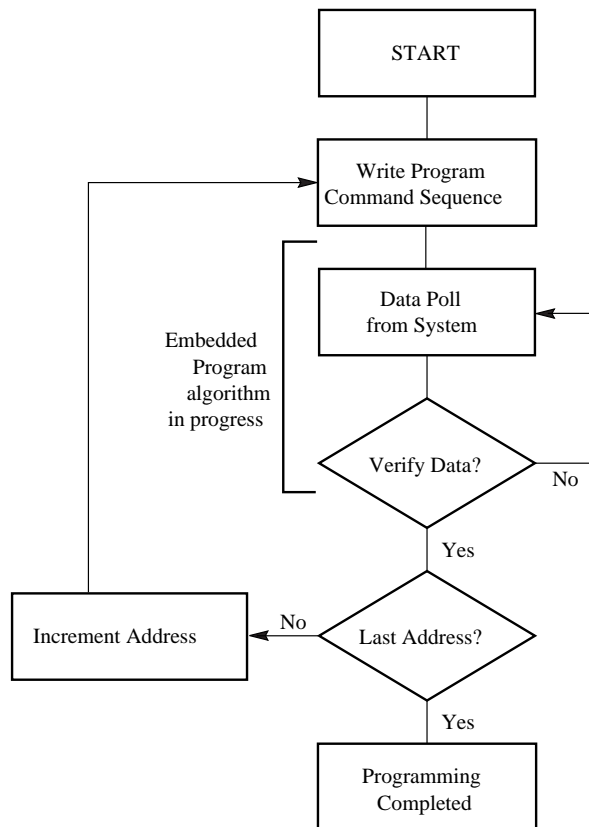 START
Write Program
Command Sequence
Data Poll
from System
Embedded
Program
algorithm
in progress
Verify Data?
No
Yes
No
Increment Address
Last Address?
Yes
Programming
Completed